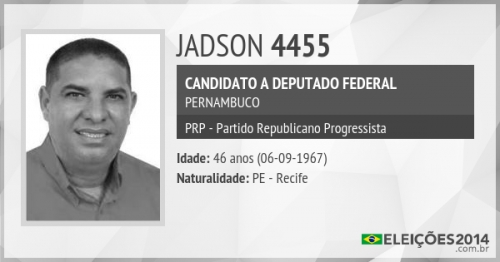 JADSON 4455
CANDIDATO A DEPUTADO FEDERAL
PERNAMBUCO
PRP - Partido Republicano Progressista
Idade: 46 anos (06-09-1967)
Naturalidade: PE - Recife
ELEIÇÕES2014
.com.br